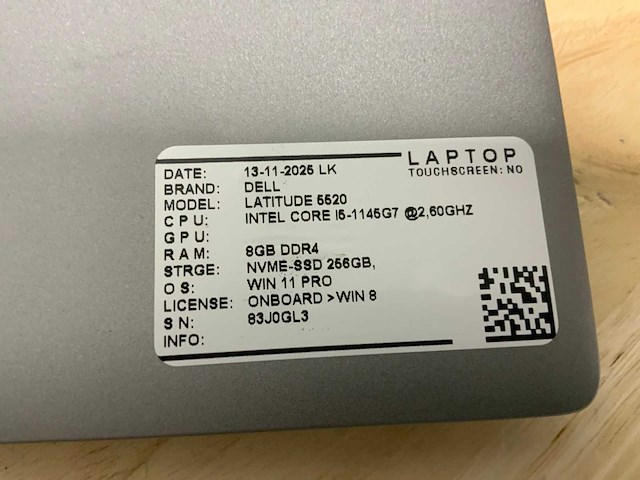 LAPTOP
TOUCHSCREEN: NO
DATE: 13-11-2025 LK
BRAND: DELL
MODEL: LATITUDE 5520
CPU: INTEL CORE I5-1145G7 @2,60GHZ
GPU:
RAM: 8GB DDR4
STRGE: NVME-SSD 256GB,
OS: WIN 11 PRO
LICENSE: ONBOARD >WIN 8
SN: 83J0GL3
INFO: